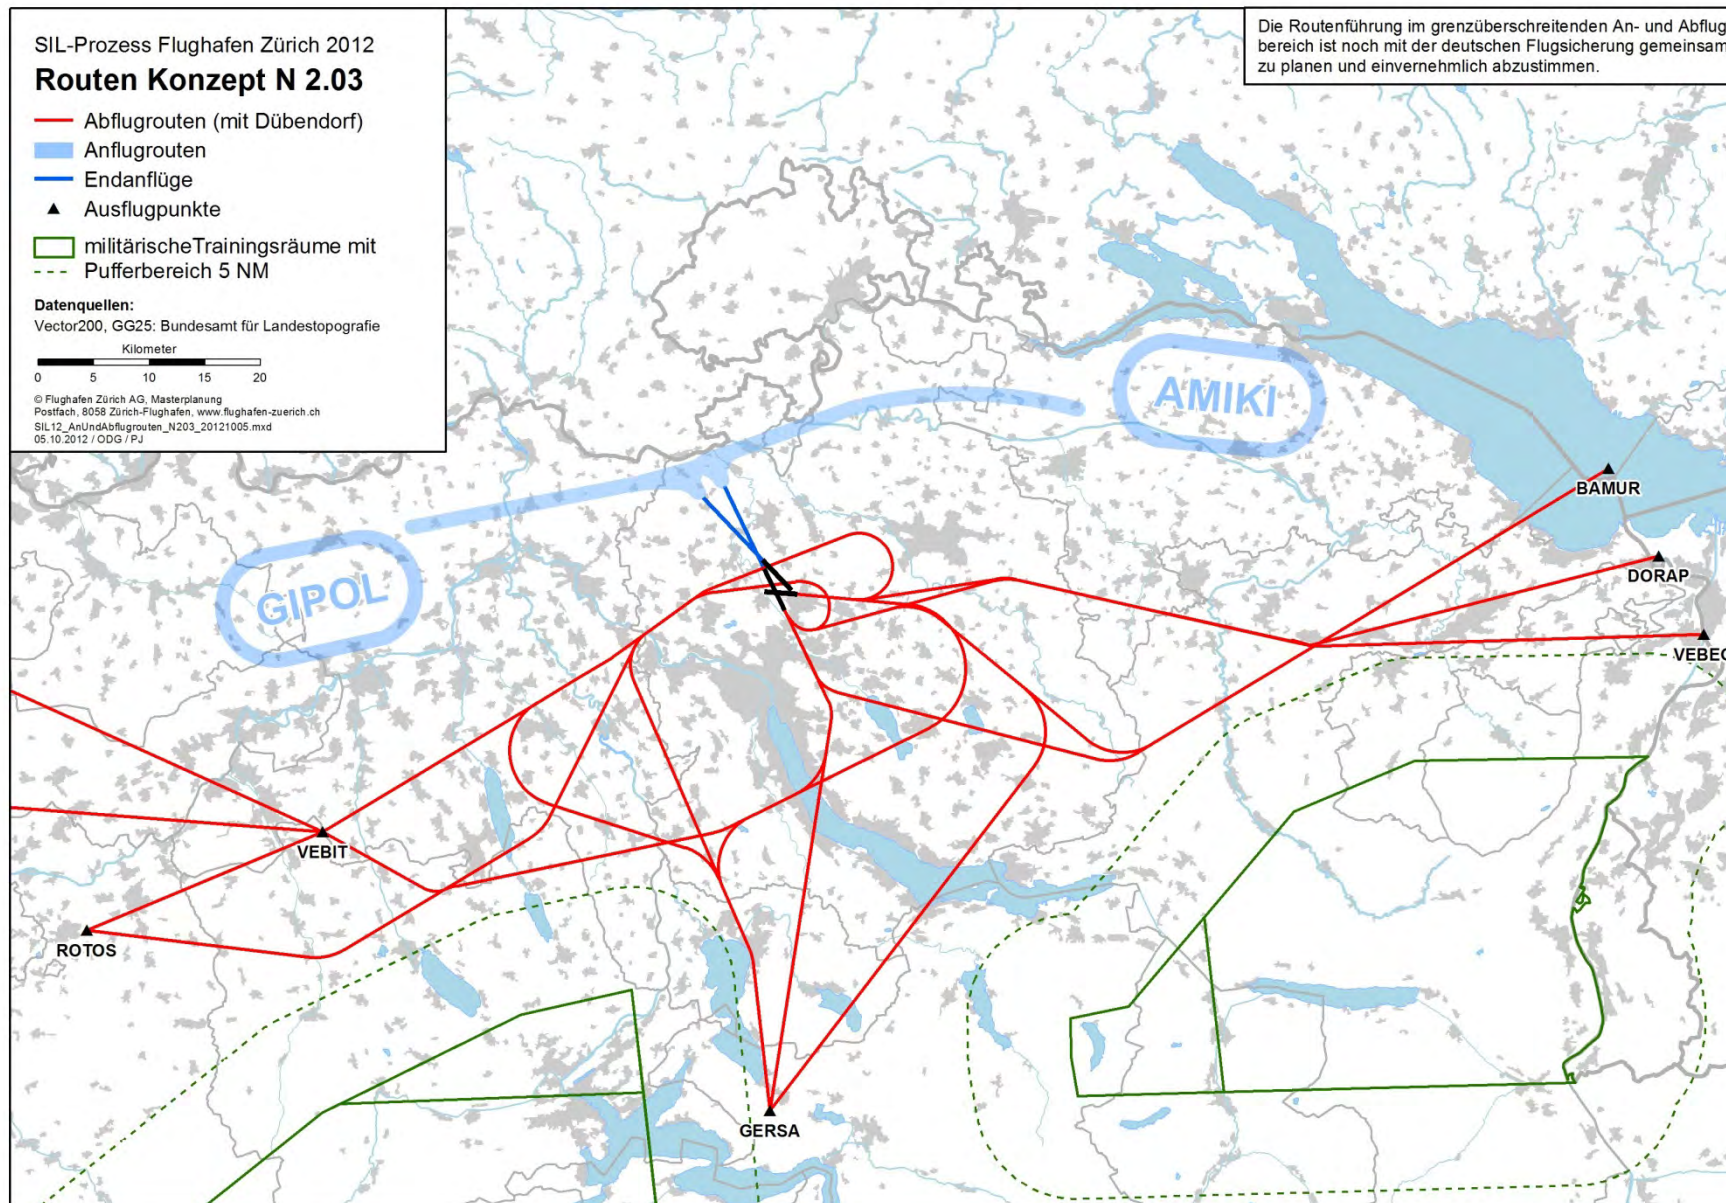 SIL-Prozess Flughafen Zürich 2012
Routen Konzept N 2.03
Abflugrouten (mit Dübendorf)
Anflugrouten
Endanflüge
Ausflugpunkte
militärischeTrainingsräume mit
Pufferbereich 5 NM
Datenquellen:
Vector200, GG25: Bundesamt für Landestopografie
Kilometer
0 5 10 15 20
© Flughafen Zürich AG, Masterplanung
Postfach, 8058 Zürich-Flughafen, www.flughafen-zuerich.ch
SIL12_AnUndAbflugrouten_N203_20121005.mxd
05.10.2012 / ODG / PJ
Die Routenführung im grenzüberschreitenden An- und Abflug
bereich ist noch mit der deutschen Flugsicherung gemeinsam
zu planen und einvernehmlich abzustimmen.
AMIKI
BAMUR
DORAP
GIPOL
VEBEG
VEBIT
ROTOS
GERSA